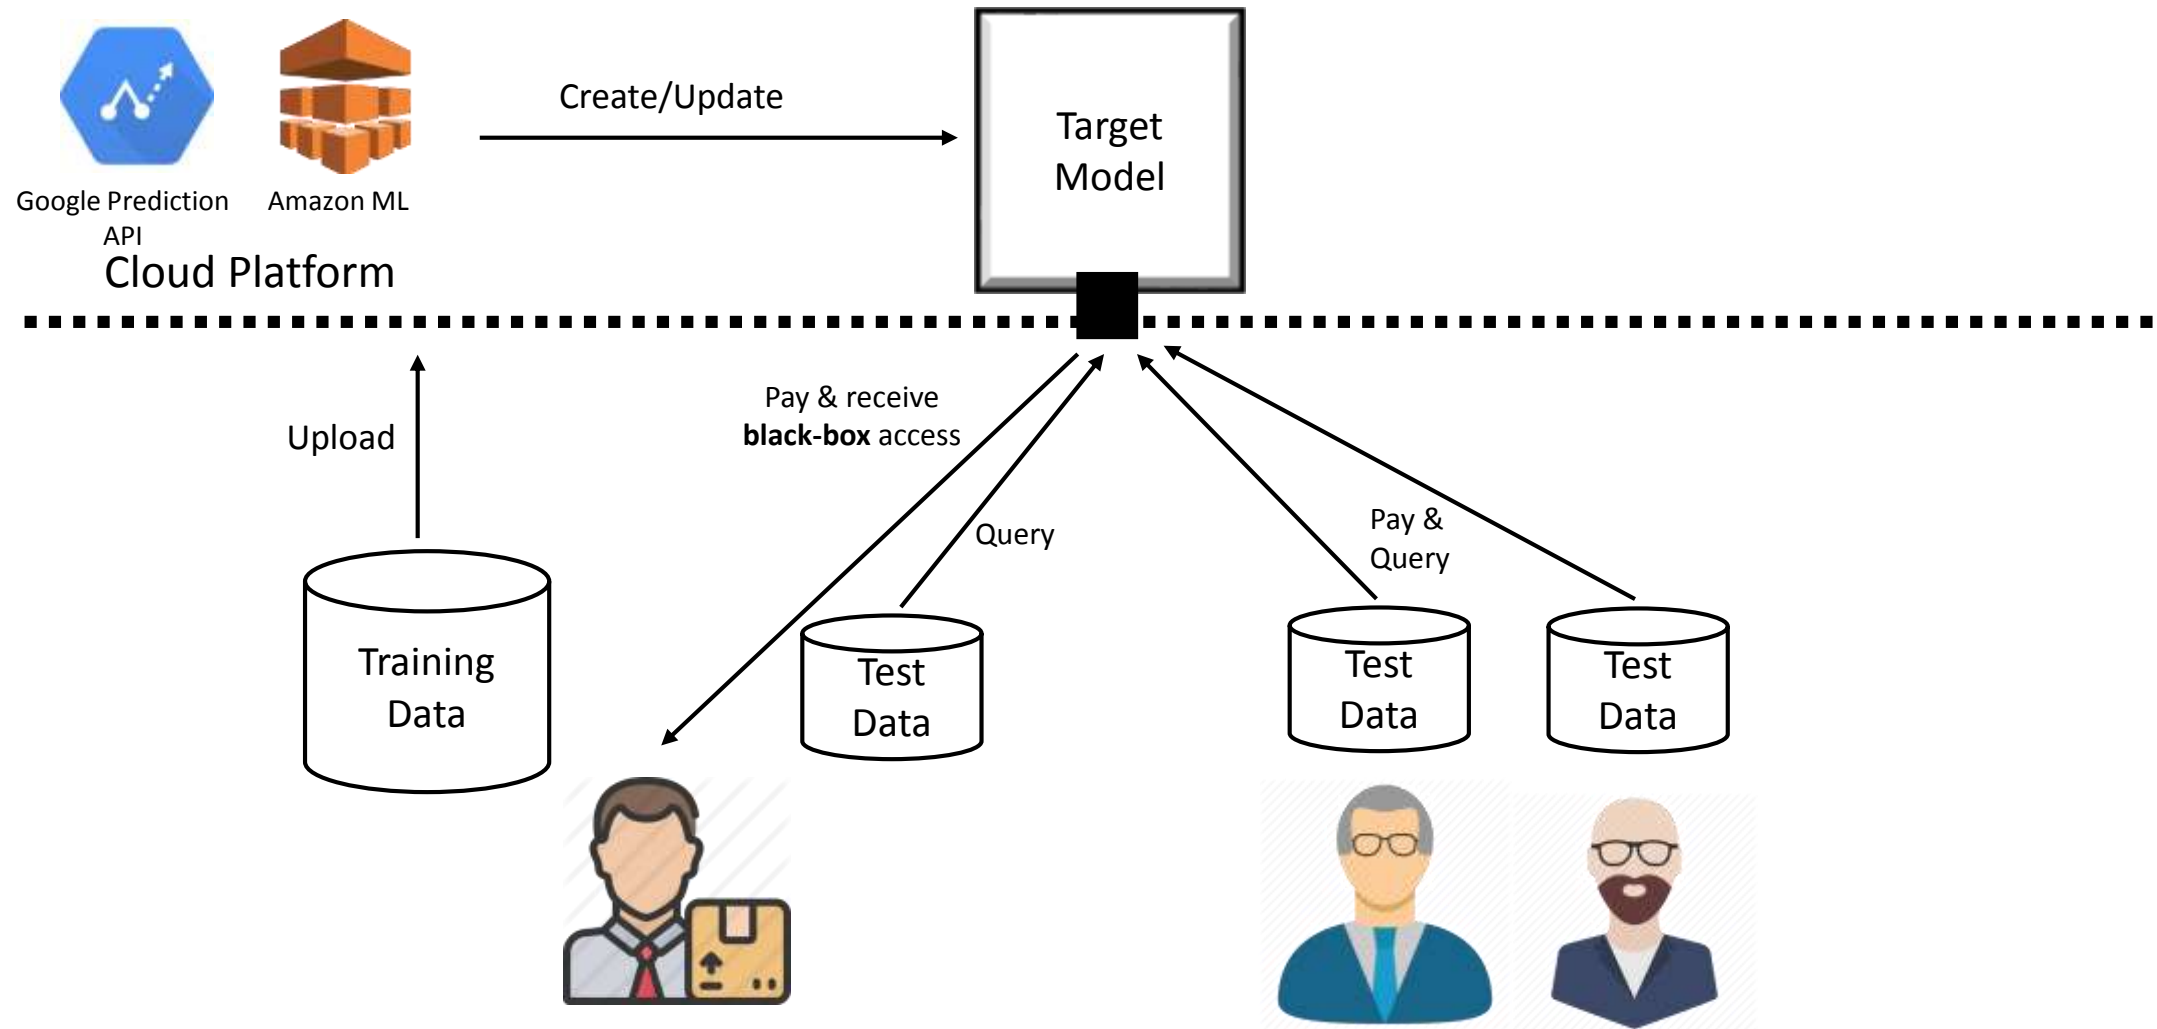 Create/Update
Target
Model
Google Prediction
API
Amazon ML
Cloud Platform
Upload
Pay & receive
black-box access
Query
Pay &
Query
Training
Data
Test
Data
Test
Data
Test
Data